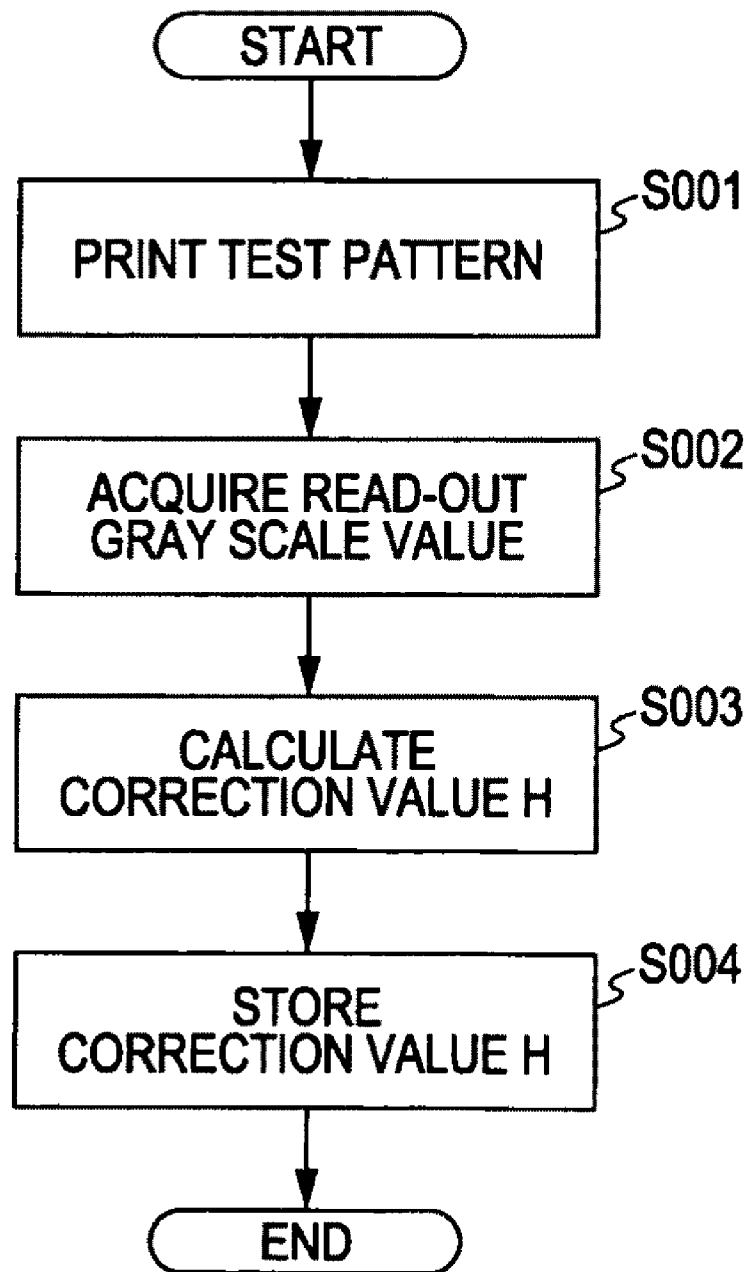 START
PRINT TEST PATTERN
S001
ACQUIRE READ-OUT
GRAY SCALE VALUE
S002
CALCULATE
CORRECTION VALUE H
S003
STORE
CORRECTION VALUE H
S004
END